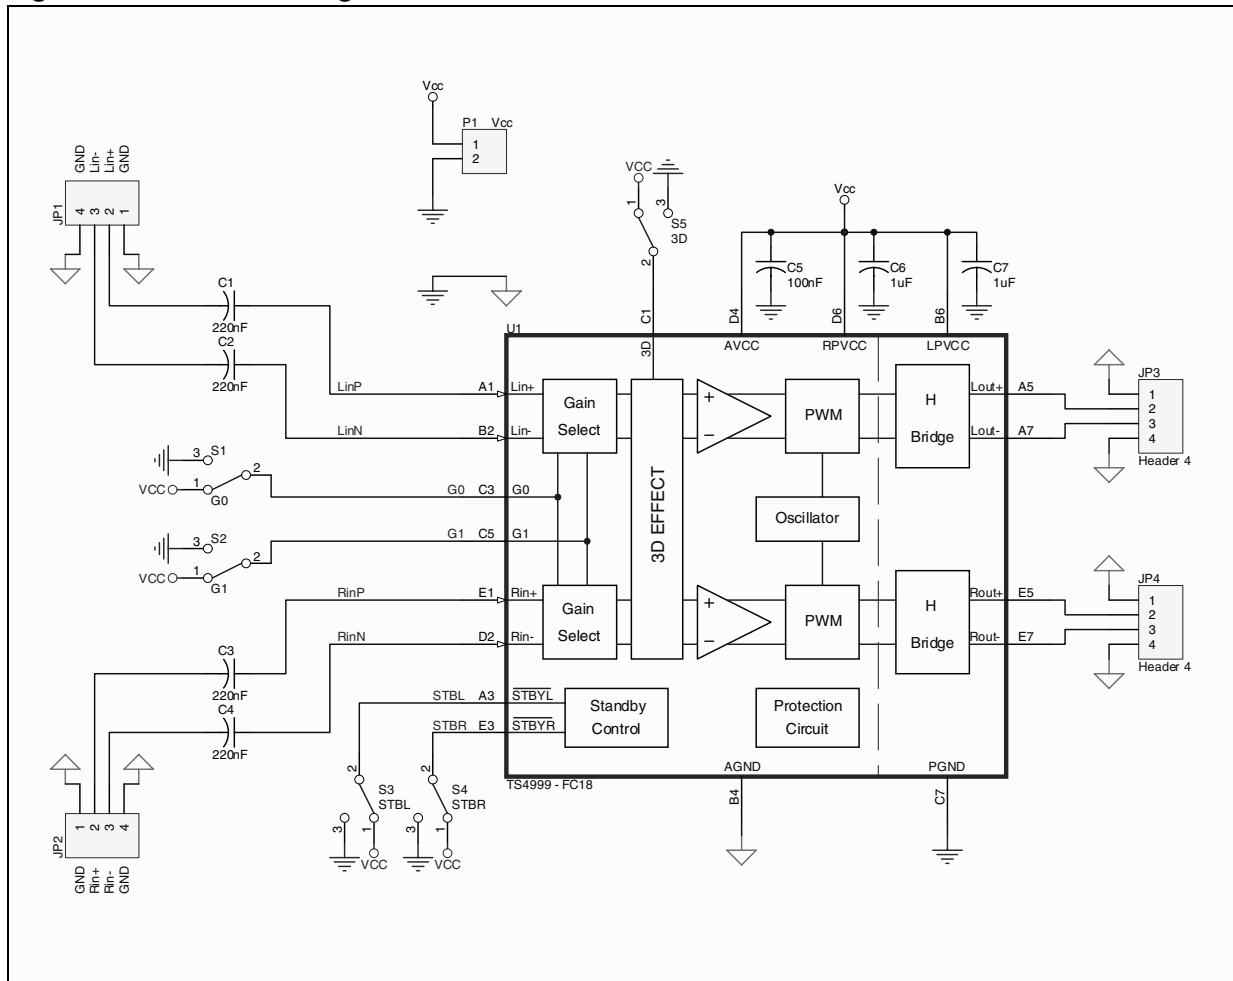 Vcc
P1 Vcc
1
2
GND
Lin-
Lin+
GND
JP1
4
3
2
1
VCC
1
3
S5
3D
2
Vcc
C5
100nF
C6
1uF
C7
1uF
C1
220nF
C2
220nF
C1
D4
D6
B6
U1
3D
AVCC
RPVCC
LPVCC
LinP
A1
Lin+
LinN
B2
Lin-
Gain
Select
3D EFFECT
+
−
PWM
H
Bridge
Lout+
A5
Lout-
A7
JP3
1
2
3
4
Header 4
3
S1
VCC
1
2
G0
G0
C3
G0
3
S2
VCC
1
2
G1
G1
C5
G1
Oscillator
RinP
E1
Rin+
RinN
D2
Rin-
Gain
Select
+
−
PWM
H
Bridge
Rout+
E5
Rout-
E7
JP4
1
2
3
4
Header 4
C3
220nF
C4
220nF
STBL
A3
STBYL
STBR
E3
STBYR
Standby
Control
Protection
Circuit
AGND
PGND
TS4999 - FC18
B4
C7
2
S3
STBL
3
1
VCC
2
S4
STBR
3
1
VCC
JP2
1
2
3
4
GND
Rin+
Rin-
GND